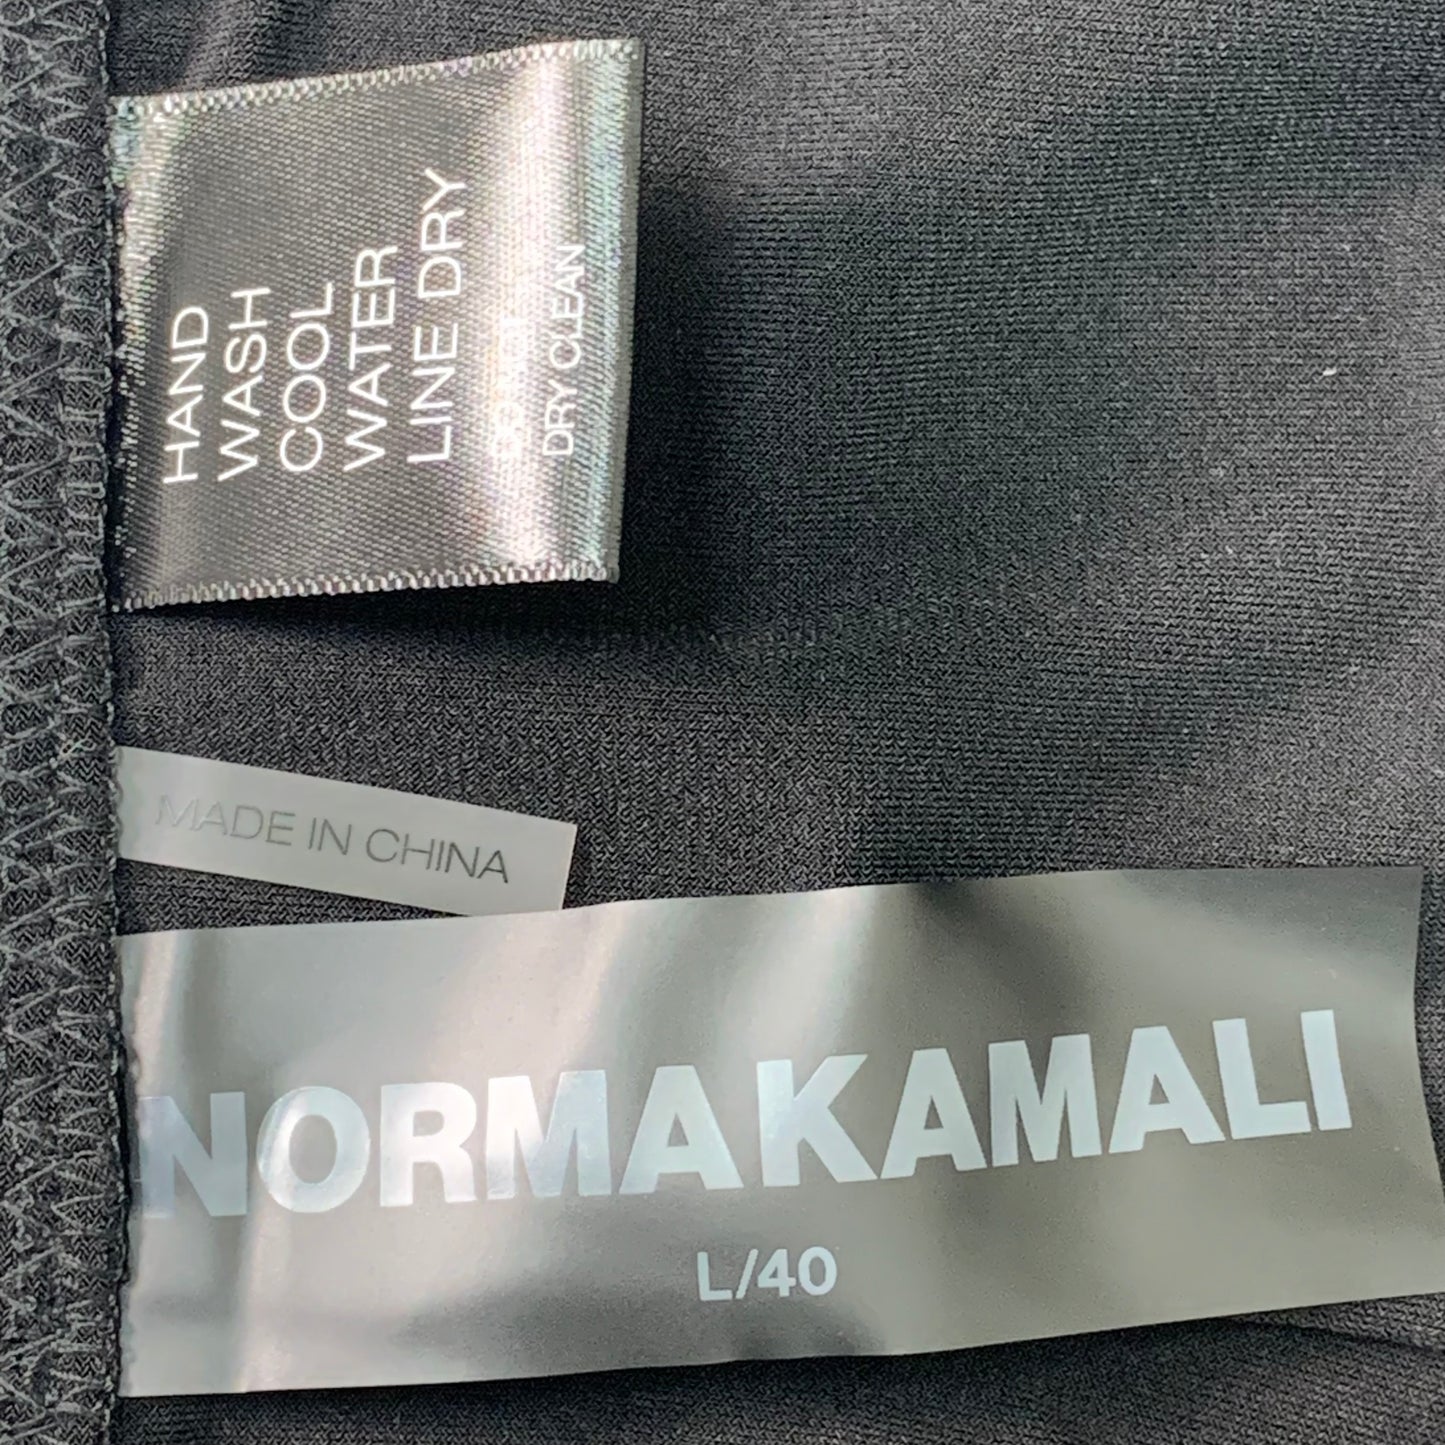 HAND
WASH
COOL
WATER
LINE DRY
DRY CLEAN
MADE IN CHINA
NORMAKAMALI
L/40